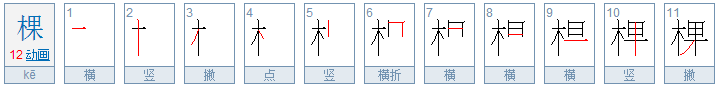 棵 1 2 3 4 5 6 7 8 9 10 11
12 动画
kē 横 竖 撇 点 竖 横折 横 横 横 竖 撇